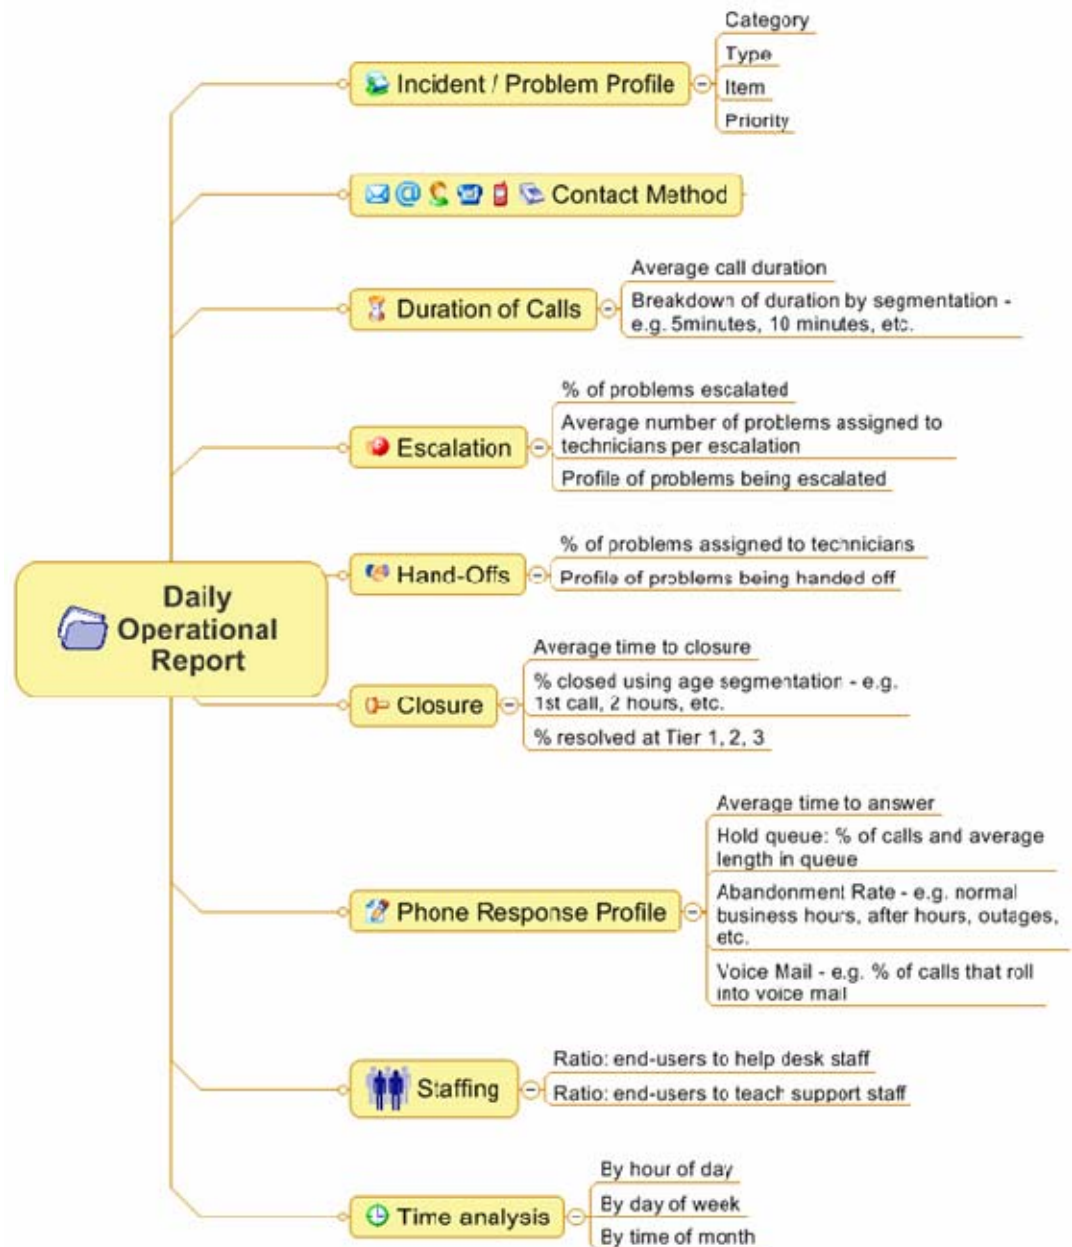 Category
Type
Incident / Problem Profile
Item
Priority
Contact Method
Average call duration
Duration of Calls
Breakdown of duration by segmentation -
e.g. 5minutes, 10 minutes, etc.
% of problems escalated
Average number of problems assigned to
technicians per escalation
Escalation
Profile of problems being escalated
% of problems assigned to technicians
Hand-Offs
Profile of problems being handed off
Daily
Operational
Report
Average time to closure
% closed using age segmentation - e.g.
1st call, 2 hours, etc.
Closure
% resolved at Tier 1, 2, 3
Average time to answer
Hold queue: % of calls and average
length in queue
Phone Response Profile
Abandonment Rate - e.g. normal
business hours, after hours, outages,
etc.
Voice Mail - e.g. % of calls that roll
into voice mail
Ratio: end-users to help desk staff
Staffing
Ratio: end-users to teach support staff
By hour of day
Time analysis
By day of week
By time of month